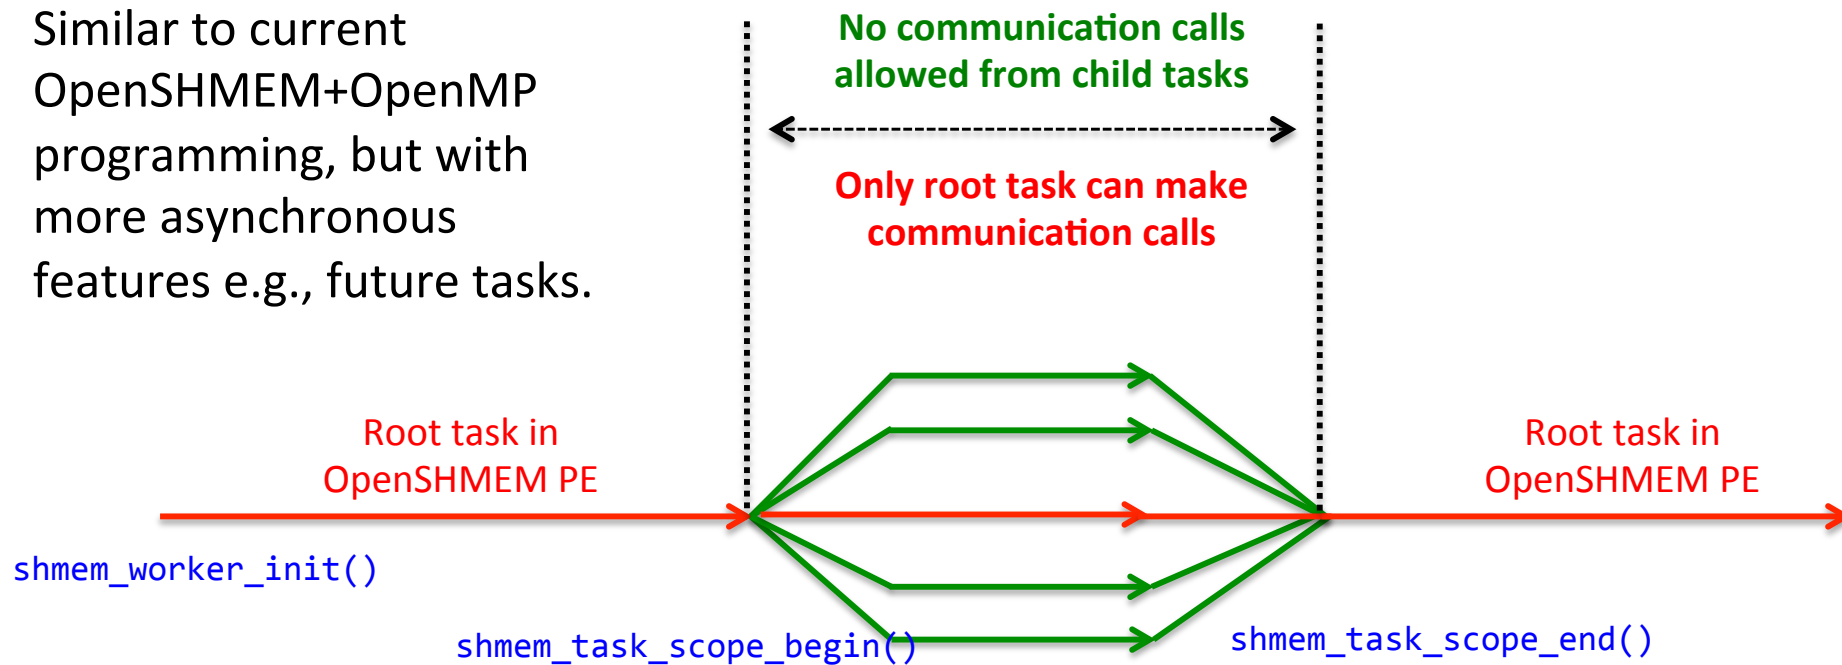 Similar to current
OpenSHMEM+OpenMP
programming, but with
more asynchronous
features e.g., future tasks.
No communication calls
allowed from child tasks
Only root task can make
communication calls
Root task in
OpenSHMEM PE
Root task in
OpenSHMEM PE
shmem_worker_init()
shmem_task_scope_begin()
shmem_task_scope_end()